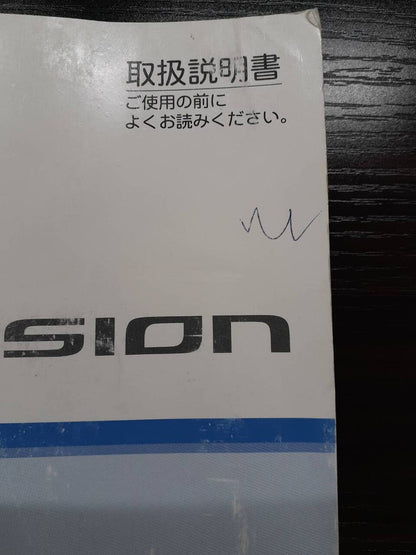 取扱説明書
ご使用の前に
よくお読みください。
sion